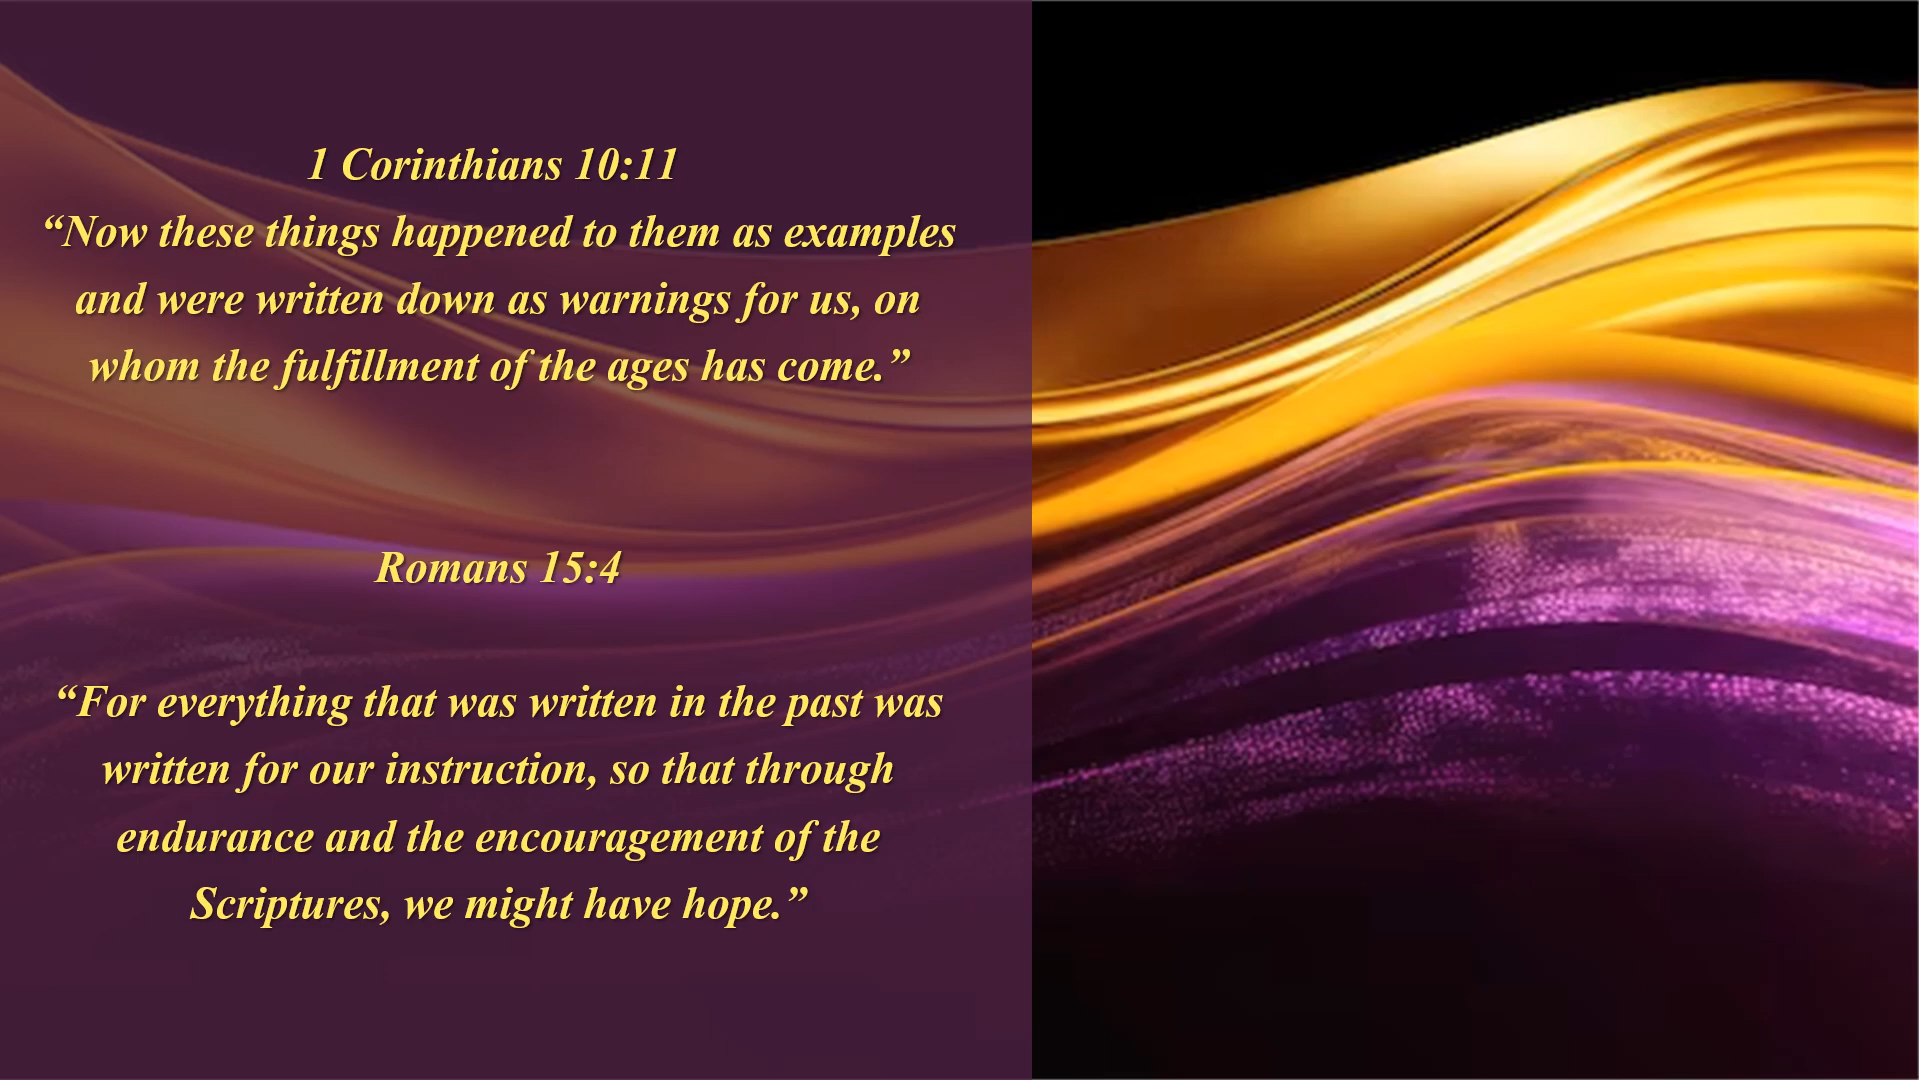 1 Corinthians 10:11
“Now these things happened to them as examples
and were written down as warnings for us, on
whom the fulfillment of the ages has come.”
Romans 15:4
“For everything that was written in the past was
written for our instruction, so that through
endurance and the encouragement of the
Scriptures, we might have hope.”